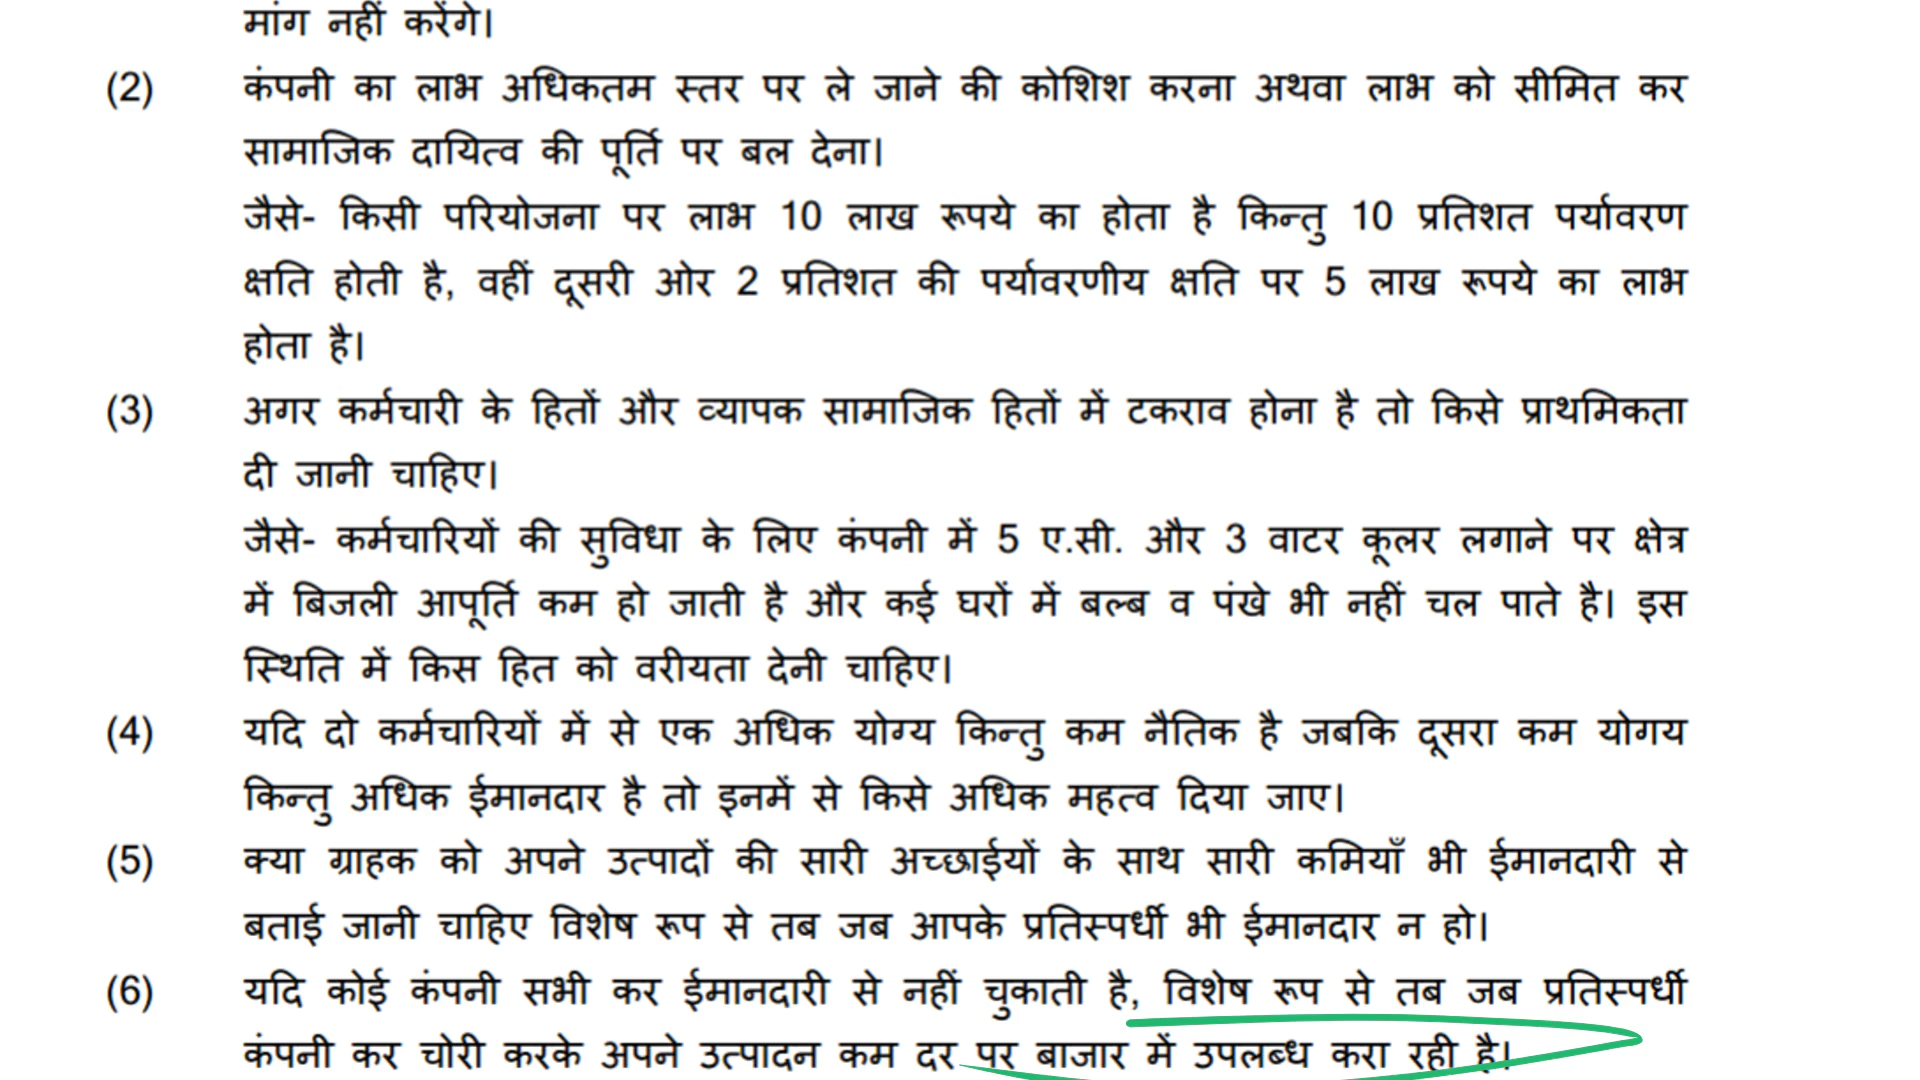 मांग नहीं करेंगे।
(2) कंपनी का लाभ अधिकतम स्तर पर ले जाने की कोशिश करना अथवा लाभ को सीमित कर
सामाजिक दायित्व की पूर्ति पर बल देना।
जैसे- किसी परियोजना पर लाभ 10 लाख रूपये का होता है किन्तु 10 प्रतिशत पर्यावरण
क्षति होती है, वहीं दूसरी ओर 2 प्रतिशत की पर्यावरणीय क्षति पर 5 लाख रूपये का लाभ
होता है।
(3) अगर कर्मचारी के हितों और व्यापक सामाजिक हितों में टकराव होना है तो किसे प्राथमिकता
दी जानी चाहिए।
जैसे- कर्मचारियों की सुविधा के लिए कंपनी में 5 ए.सी. और 3 वाटर कूलर लगाने पर क्षेत्र
में बिजली आपूर्ति कम हो जाती है और कई घरों में बल्ब व पंखे भी नहीं चल पाते है। इस
स्थिति में किस हित को वरीयता देनी चाहिए।
(4) यदि दो कर्मचारियों में से एक अधिक योग्य किन्तु कम नैतिक है जबकि दूसरा कम योगय
किन्तु अधिक ईमानदार है तो इनमें से किसे अधिक महत्व दिया जाए।
(5) क्या ग्राहक को अपने उत्पादों की सारी अच्छाईयों के साथ सारी कमियाँ भी ईमानदारी से
बताई जानी चाहिए विशेष रूप से तब जब आपके प्रतिस्पर्धी भी ईमानदार न हो।
(6) यदि कोई कंपनी सभी कर ईमानदारी से नहीं चुकाती है, विशेष रूप से तब जब प्रतिस्पर्धी
कंपनी कर चोरी करके अपने उत्पादन कम दर पर बाजार में उपलब्ध करा रही है।